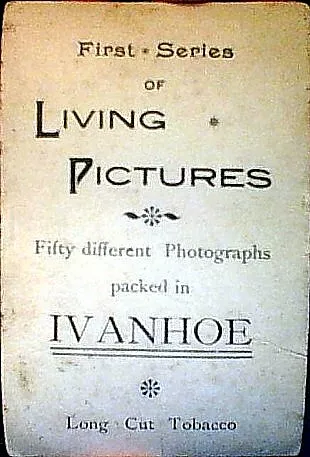 First * Series
OF
LIVING *
PICTURES
Fifty different Photographs
packed in
IVANHOE
Long Cut Tobacco